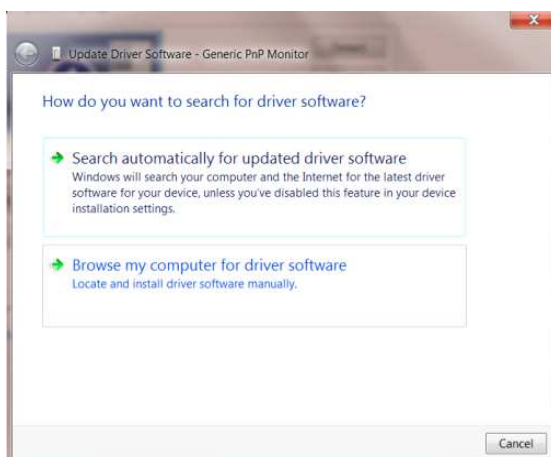 Update Driver Software - Generic PnP Monitor
How do you want to search for driver software?
Search automatically for updated driver software
Windows will search your computer and the Internet for the latest driver
software for your device, unless you've disabled this feature in your device
installation settings.
Browse my computer for driver software
Locate and install driver software manually.
Cancel